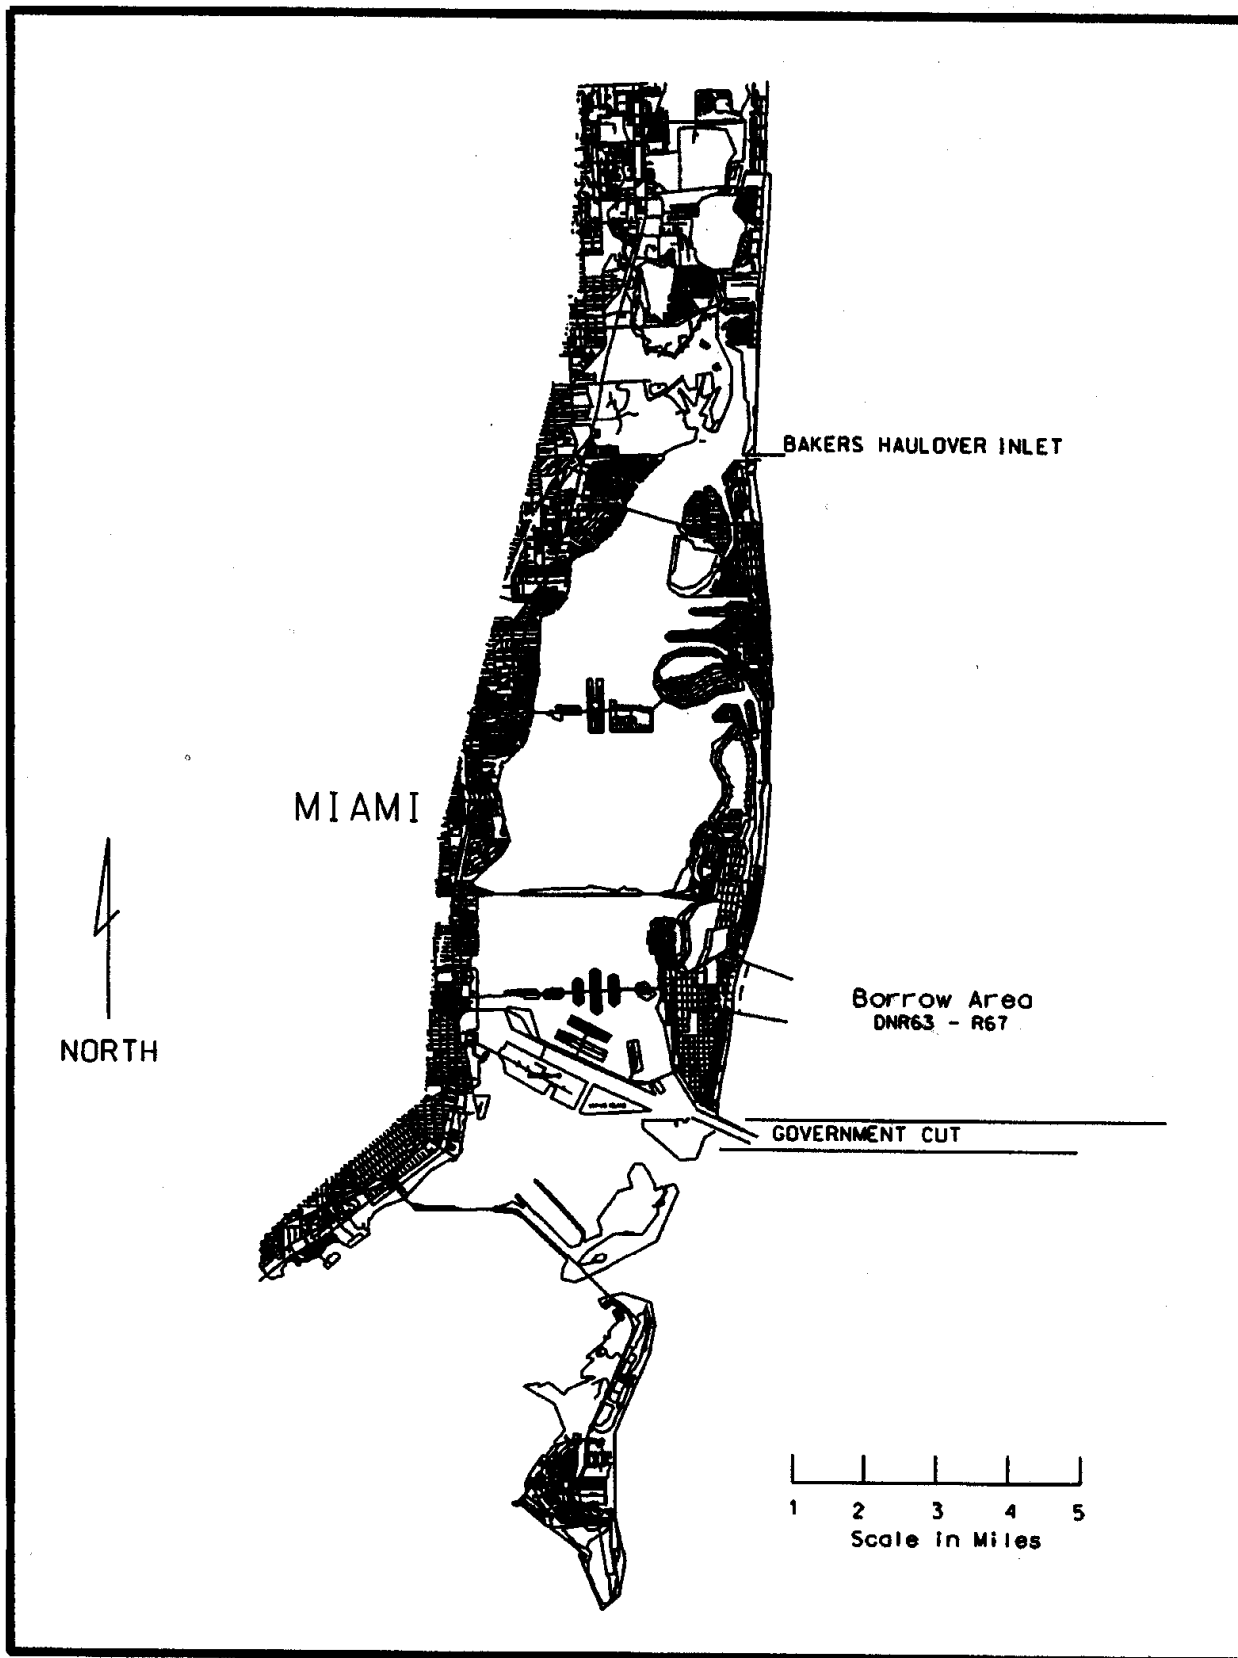 BAKERS HAULOVER INLET
MIAMI
Borrow Area
DNR63 - R67
NORTH
GOVERNMENT CUT
1 2 3 4 5
Scale in Miles